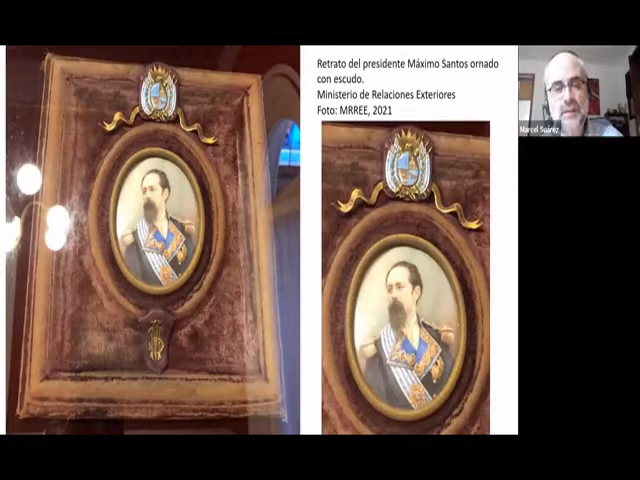 Retrato del presidente Máximo Santos ornado
con escudo.
Ministerio de Relaciones Exteriores
Foto: MRREE, 2021
Marcel Suárez